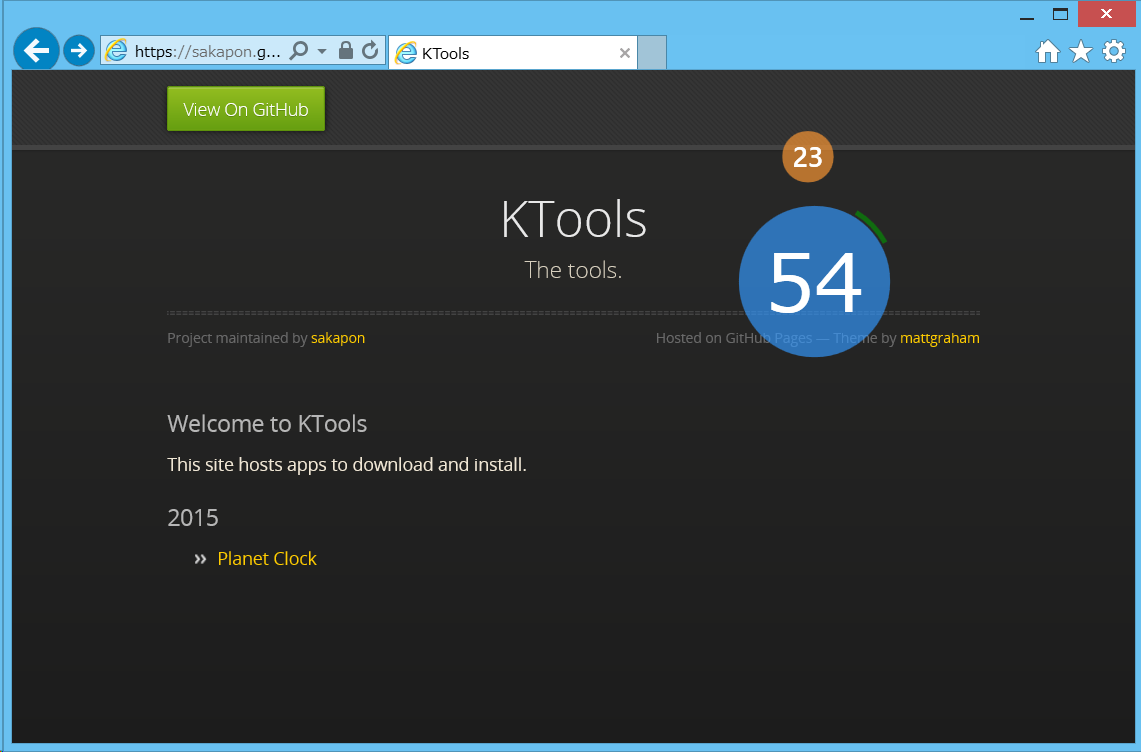 https://sakapon.g...
KTools
View On GitHub
23
KTools
54
The tools.
Project maintained by sakapon
Hosted on GitHub Pages — Theme by mattgraham
Welcome to KTools
This site hosts apps to download and install.
2015
» Planet Clock